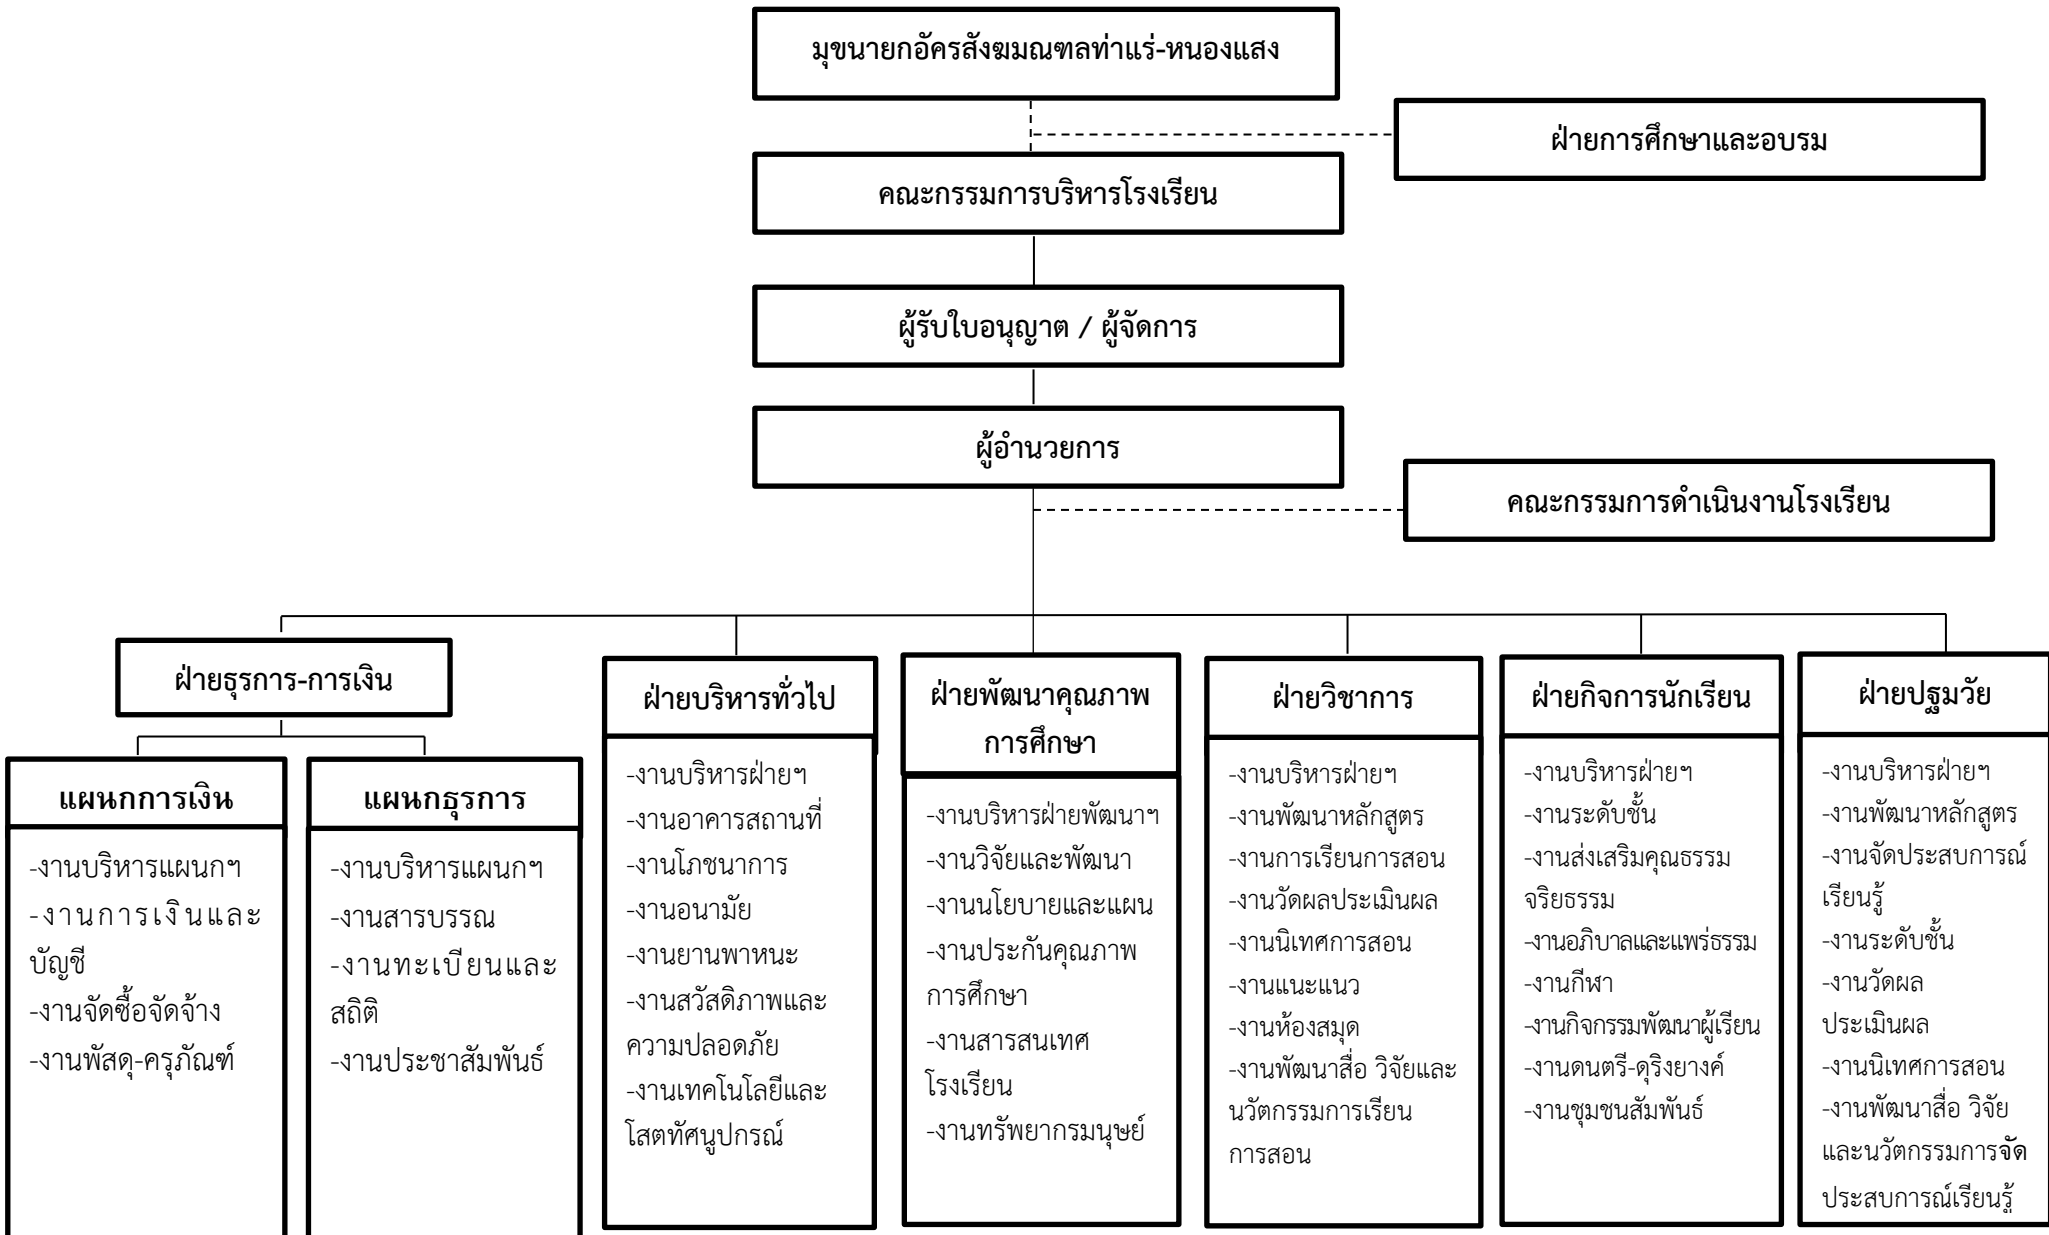 มุขนายกอัครสังฆมณฑลท่าแร่-หนองแสง
ฝ่ายการศึกษาและอบรม
คณะกรรมการบริหารโรงเรียน
ผู้รับใบอนุญาต / ผู้จัดการ
ผู้อำนวยการ
คณะกรรมการดำเนินงานโรงเรียน
ฝ่ายธุรการ-การเงิน
แผนกการเงิน
-งานบริหารแผนกฯ
-งานการเงินและ
บัญชี
-งานจัดซื้อจัดจ้าง
-งานพัสดุ-ครุภัณฑ์
แผนกธุรการ
-งานบริหารแผนกฯ
-งานสารบรรณ
-งานทะเบียนและ
สถิติ
-งานประชาสัมพันธ์
ฝ่ายบริหารทั่วไป
-งานบริหารฝ่ายฯ
-งานอาคารสถานที่
-งานโภชนาการ
-งานอนามัย
-งานยานพาหนะ
-งานสวัสดิภาพและ
ความปลอดภัย
-งานเทคโนโลยีและ
โสตทัศนูปกรณ์
ฝ่ายพัฒนาคุณภาพ
การศึกษา
-งานบริหารฝ่ายพัฒนาฯ
-งานวิจัยและพัฒนา
-งานนโยบายและแผน
-งานประกันคุณภาพ
การศึกษา
-งานสารสนเทศ
โรงเรียน
-งานทรัพยากรมนุษย์
ฝ่ายวิชาการ
-งานบริหารฝ่ายฯ
-งานพัฒนาหลักสูตร
-งานการเรียนการสอน
-งานวัดผลประเมินผล
-งานนิเทศการสอน
-งานแนะแนว
-งานห้องสมุด
-งานพัฒนาสื่อ วิจัยและ
นวัตกรรมการเรียน
การสอน
ฝ่ายกิจการนักเรียน
-งานบริหารฝ่ายฯ
-งานระดับชั้น
-งานส่งเสริมคุณธรรม
จริยธรรม
-งานอภิบาลและแพร่ธรรม
-งานกีฬา
-งานกิจกรรมพัฒนาผู้เรียน
-งานดนตรี-ดุริงยางค์
-งานชุมชนสัมพันธ์
ฝ่ายปฐมวัย
-งานบริหารฝ่ายฯ
-งานพัฒนาหลักสูตร
-งานจัดประสบการณ์
เรียนรู้
-งานระดับชั้น
-งานวัดผล
ประเมินผล
-งานนิเทศการสอน
-งานพัฒนาสื่อ วิจัย
และนวัตกรรมการจัด
ประสบการณ์เรียนรู้